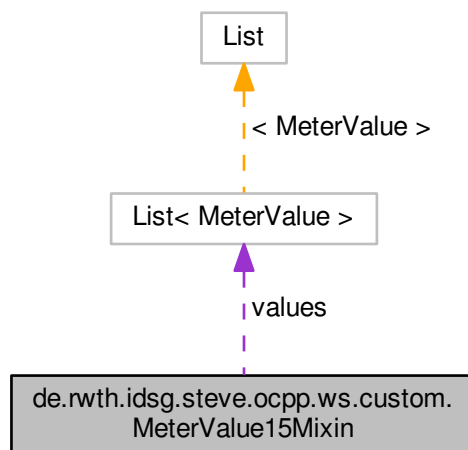 List
< MeterValue >
List< MeterValue >
values
de.rwth.idsg.steve.ocpp.ws.custom.
MeterValue15Mixin